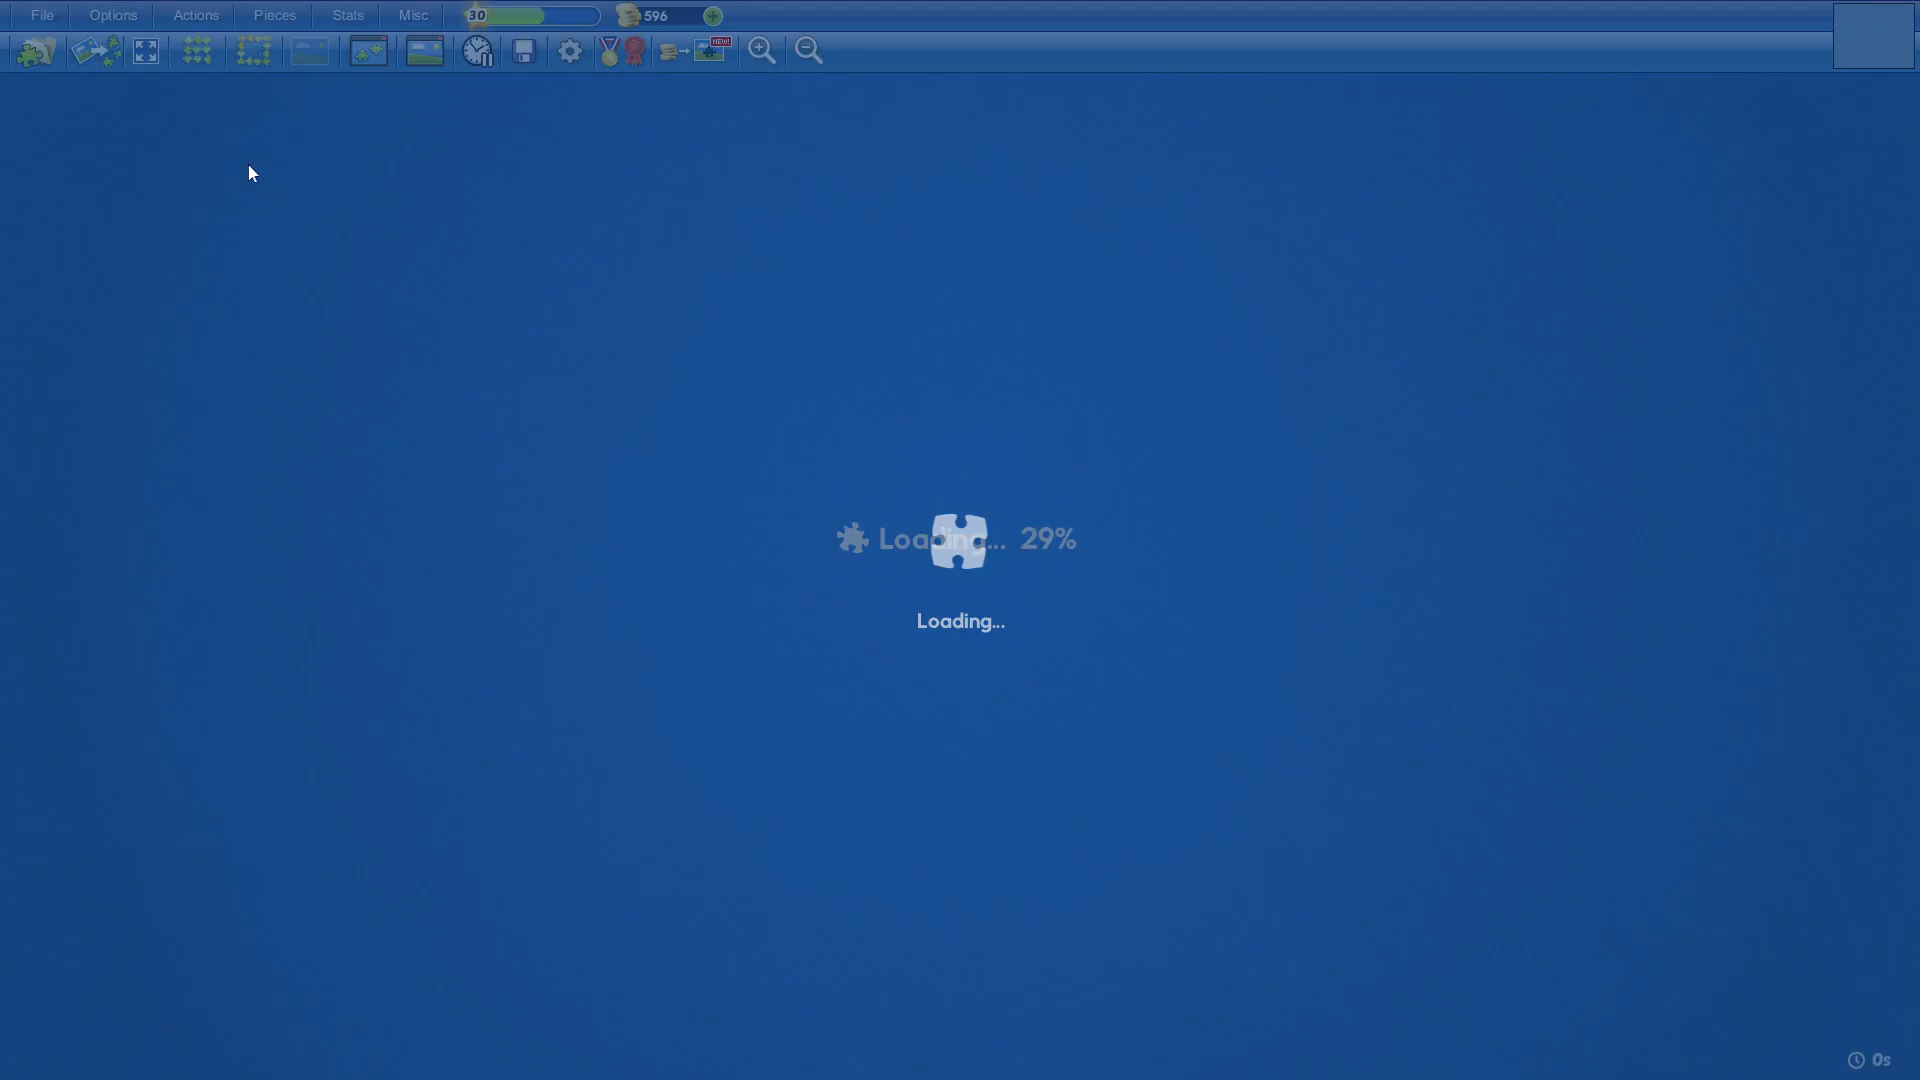 File Options Actions Pieces Stats Misc 30 596
NEW!
Loading... 29%
Loading...
0s